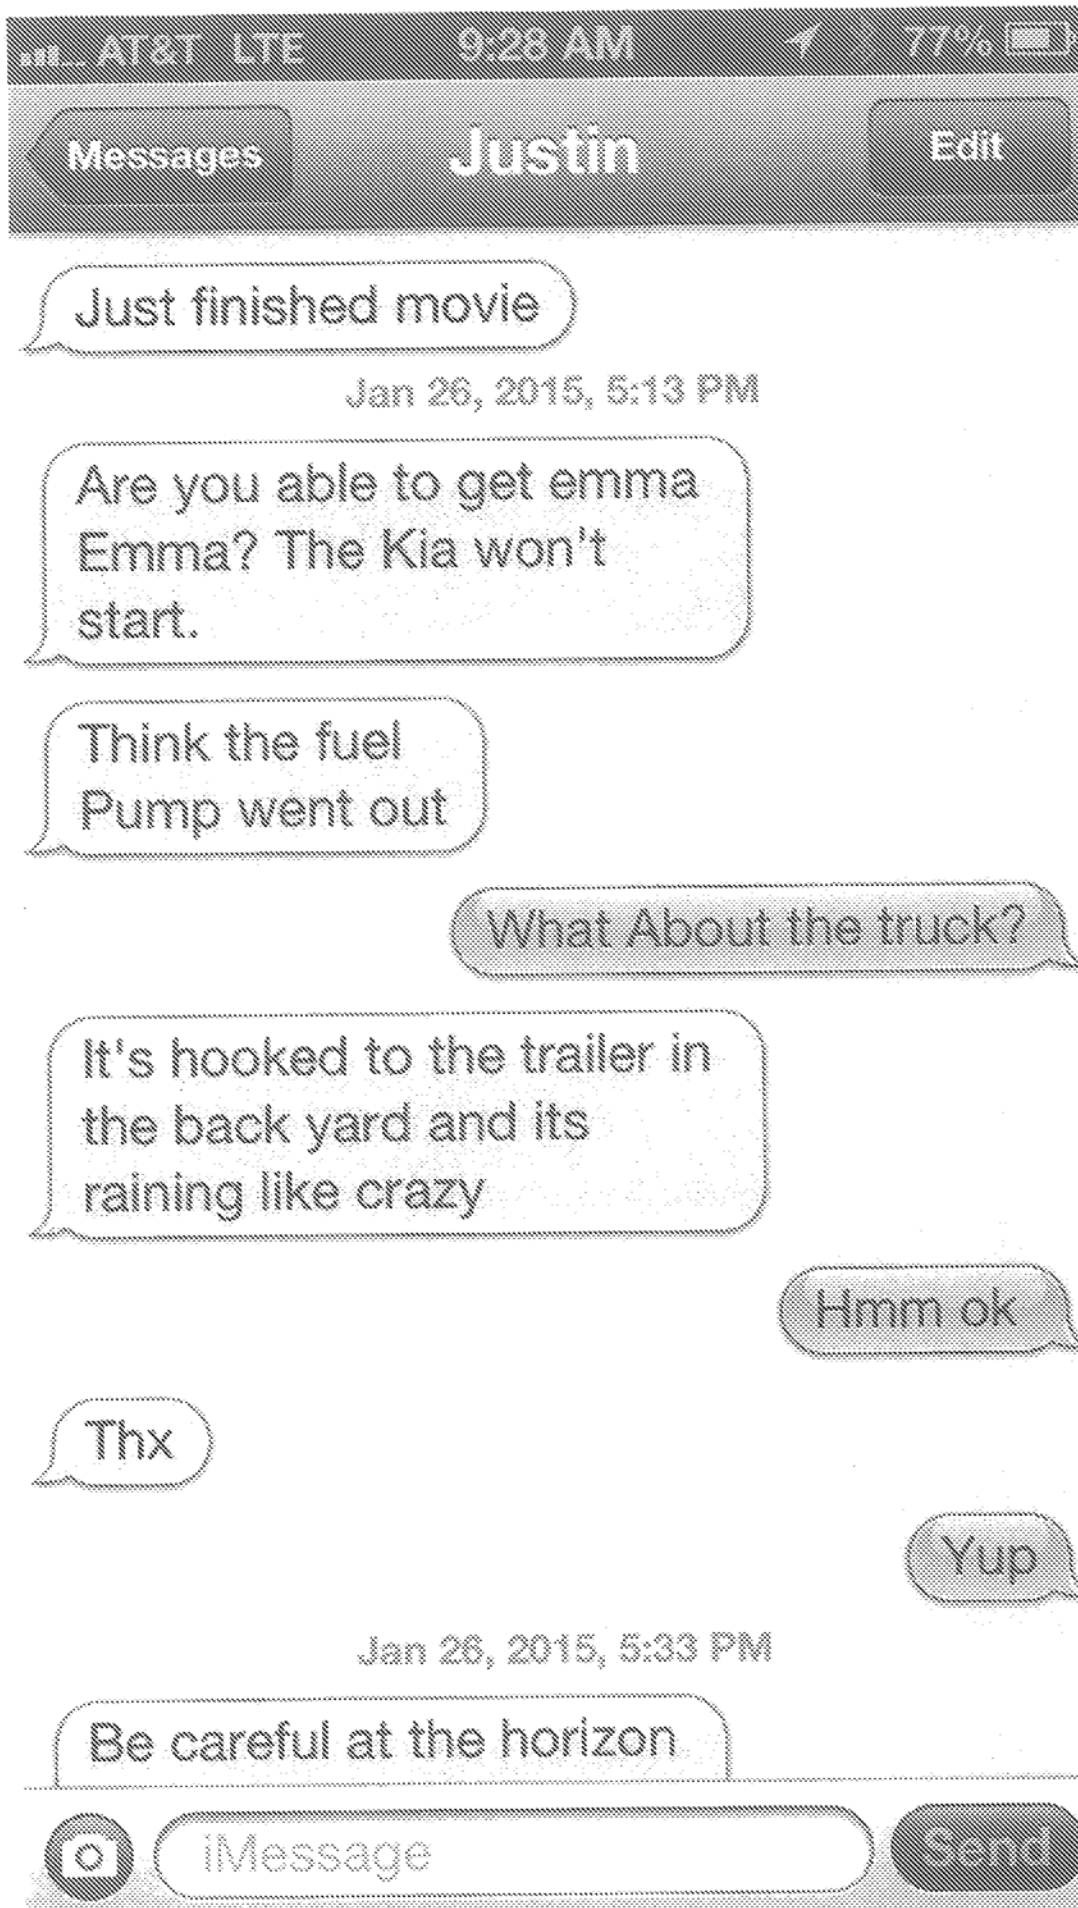 AT&T LTE 9:28 AM 77%
Messages Justin Edit
Just finished movie
Jan 26, 2015, 5:13 PM
Are you able to get emma
Emma? The Kia won't
start.
Think the fuel
Pump went out
What About the truck?
It's hooked to the trailer in
the back yard and its
raining like crazy
Hmm ok
Thx
Yup
Jan 26, 2015, 5:33 PM
Be careful at the horizon
iMessage Send